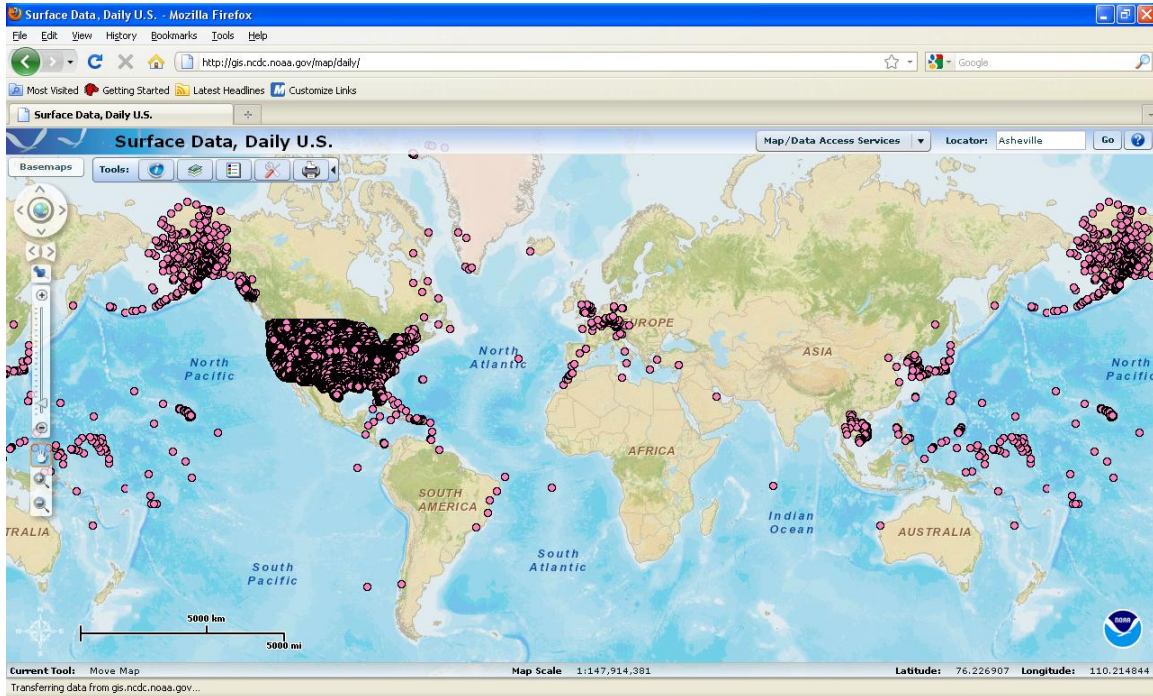 Surface Data, Daily U.S. - Mozilla Firefox
File Edit View History Bookmarks Tools Help
http://gis.ncdc.noaa.gov/map/daily/
Google
Most Visited Getting Started Latest Headlines Customize Links
Surface Data, Daily U.S.
Surface Data, Daily U.S.
Map/Data Access Services Locator: Asheville Go ?
Basemaps Tools:
EUROPE
North Pacific
North Atlantic
ASIA
North Pacific
AFRICA
SOUTH AMERICA
Indian Ocean
TRALIA
AUSTRALIA
South Pacific
South Atlantic
5000 km
5000 mi
NOAA
Current Tool: Move Map Map Scale 1:147,914,381 Latitude: 76.226907 Longitude: 110.214844
Transferring data from gis.ncdc.noaa.gov...